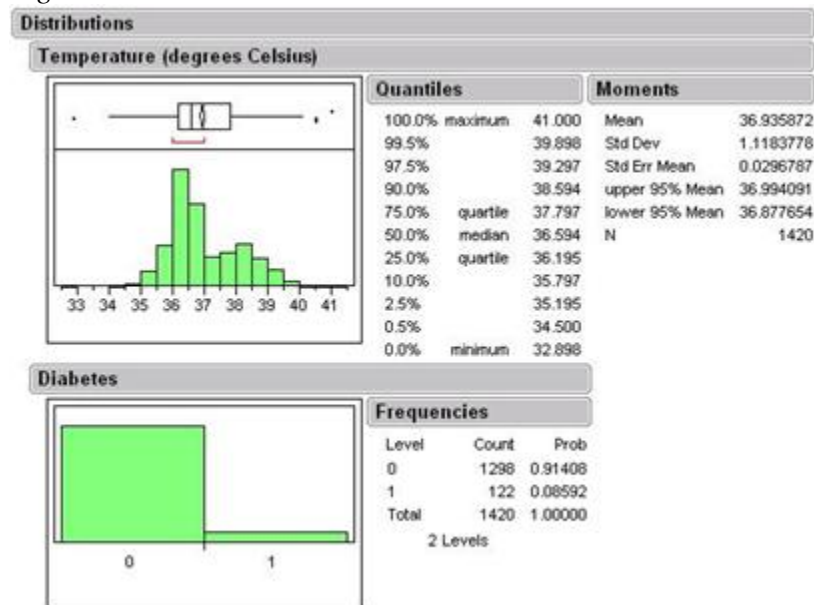 Distributions
Temperature (degrees Celsius)
33 34 35 36 37 38 39 40 41
Quantiles
100.0% maximum 41.000
99.5% 39.898
97.5% 39.297
90.0% 38.594
75.0% quartile 37.797
50.0% median 36.594
25.0% quartile 36.195
10.0% 35.797
2.5% 35.195
0.5% 34.500
0.0% minimum 32.898
Moments
Mean 36.935872
Std Dev 1.1183778
Std Err Mean 0.0296787
upper 95% Mean 36.994091
lower 95% Mean 36.877654
N 1420
Diabetes
0 1
Frequencies
Level Count Prob
0 1298 0.91408
1 122 0.08592
Total 1420 1.00000
2 Levels